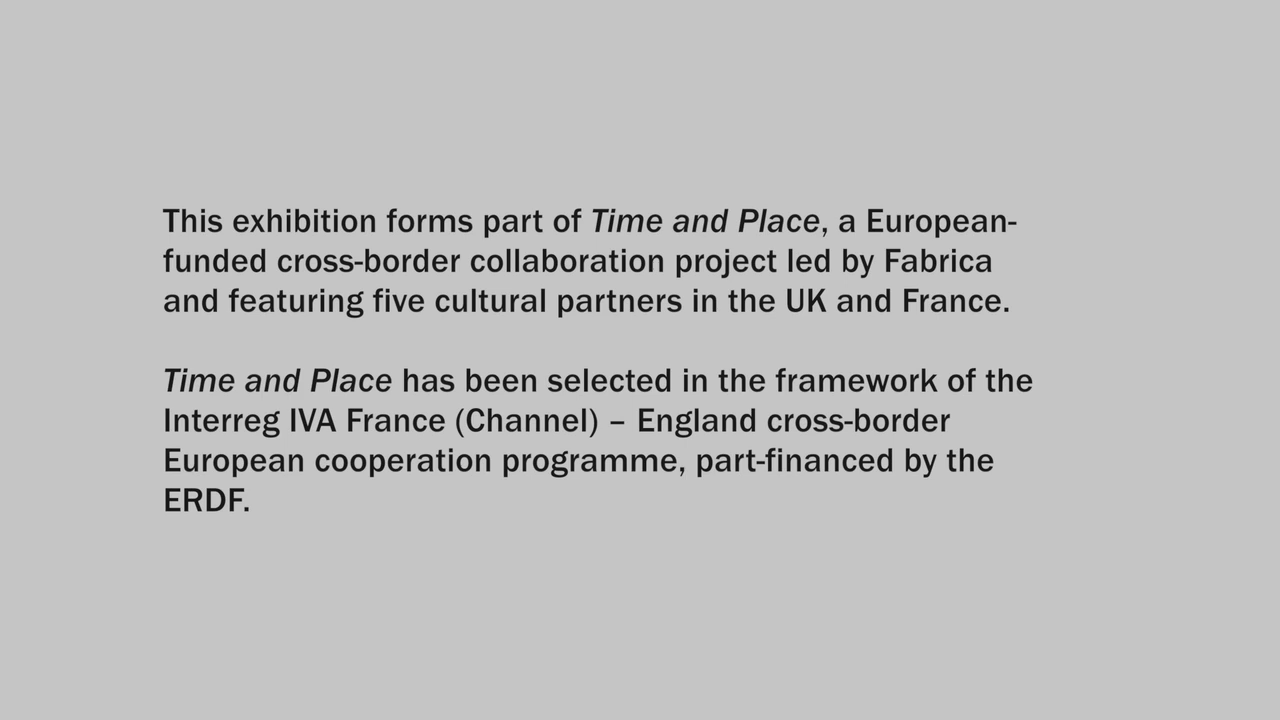 This exhibition forms part of Time and Place, a European-
funded cross-border collaboration project led by Fabrica
and featuring five cultural partners in the UK and France.
Time and Place has been selected in the framework of the
Interreg IVA France (Channel) – England cross-border
European cooperation programme, part-financed by the
ERDF.